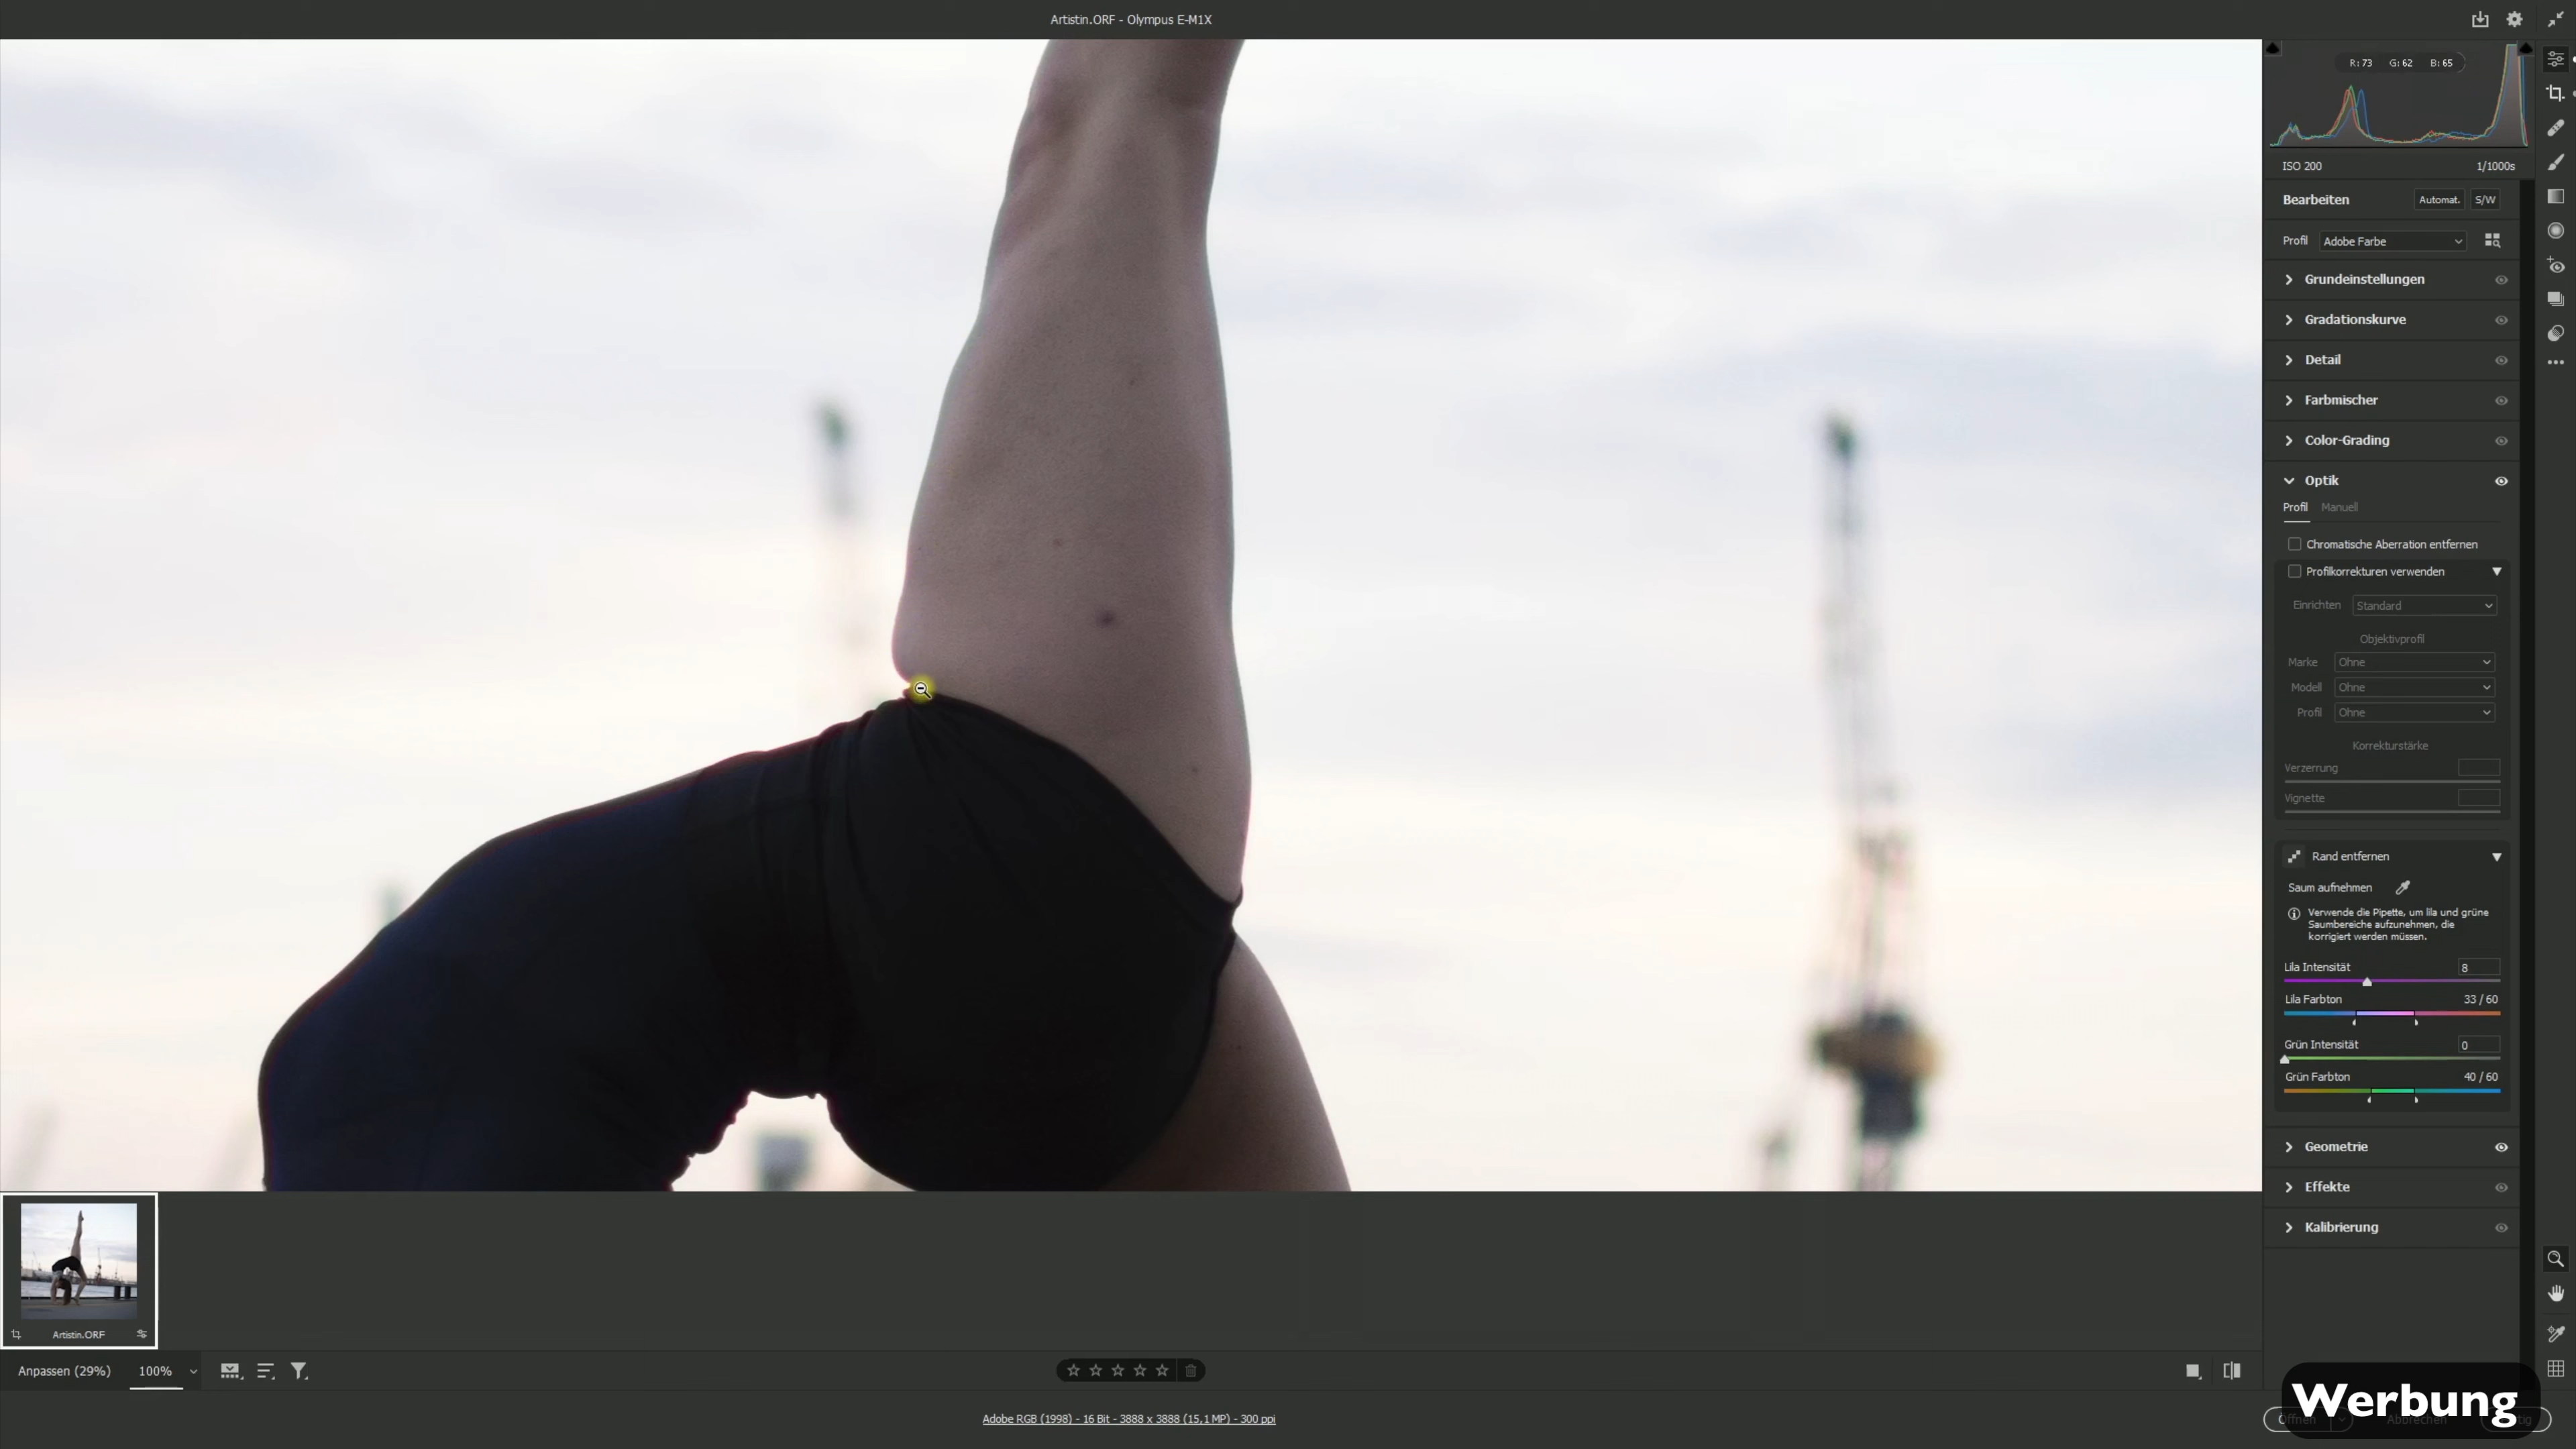 Artistin.ORF - Olympus E-M1X
R: 73 G: 62 B: 65
ISO 200 1/1000s
Bearbeiten Automat. S/W
Profil Adobe Farbe
Grundeinstellungen
Gradationskurve
Detail
Farbmischer
Color-Grading
Optik
Profil Manuell
Chromatische Aberration entfernen
Profilkorrekturen verwenden
Einrichten Standard
Objektivprofil
Marke Ohne
Modell Ohne
Profil Ohne
Korrekturstärke
Verzerrung
Vignette
Rand entfernen
Saum aufnehmen
Verwende die Pipette, um lila und grüne
Saumbereiche aufzunehmen, die
korrigiert werden müssen.
Lila Intensität 8
Lila Farbton 33 / 60
Grün Intensität 0
Grün Farbton 40 / 60
Geometrie
Effekte
Kalibrierung
Artistin.ORF
Anpassen (29%) 100%
Werbung
Öffnen Abbrechen
Adobe RGB (1998) - 16 Bit - 3888 x 3888 (15,1 MP) - 300 ppi